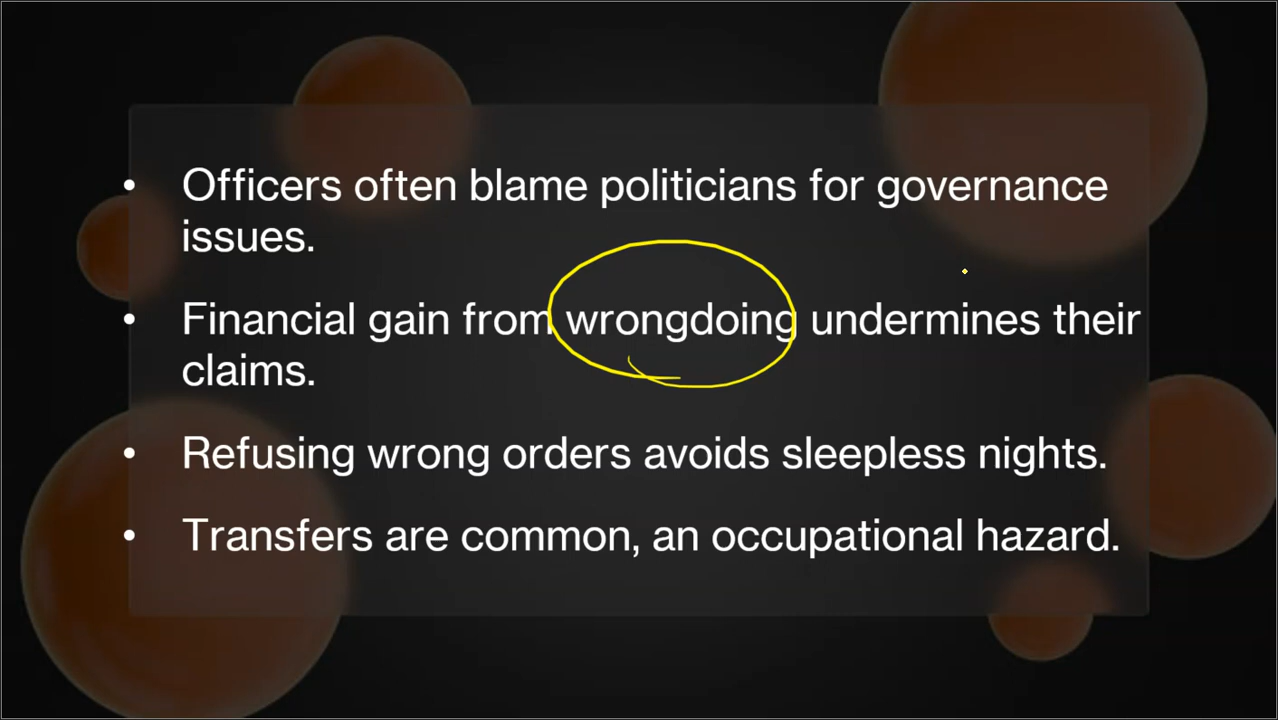 • Officers often blame politicians for governance
issues.
• Financial gain from wrongdoing undermines their
claims.
• Refusing wrong orders avoids sleepless nights.
• Transfers are common, an occupational hazard.